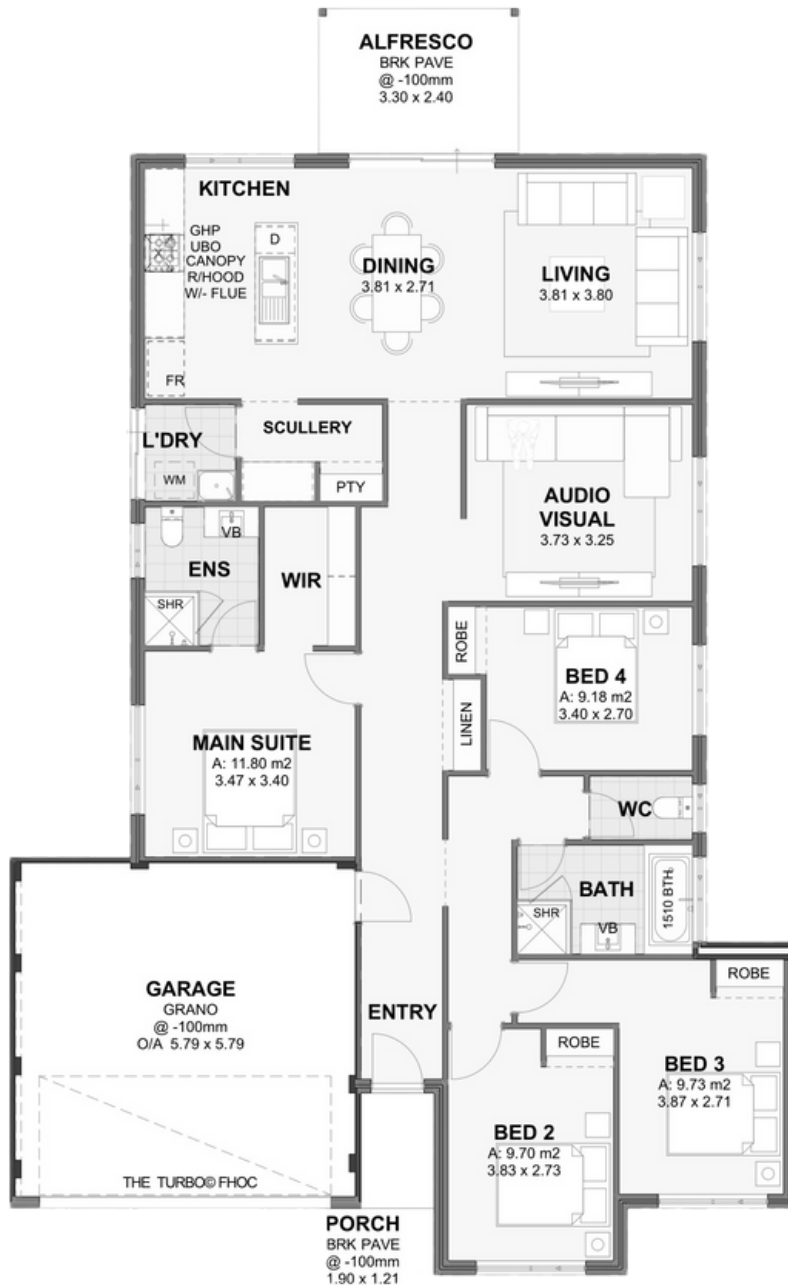 ALFRESCO
BRK PAVE
@ -100mm
3.30 x 2.40
KITCHEN
GHP
UBO
CANOPY
R/HOOD
W/- FLUE
D
FR
DINING
3.81 x 2.71
LIVING
3.81 x 3.80
L'DRY
WM
SCULLERY
PTY
AUDIO
VISUAL
3.73 x 3.25
ENS
VB
SHR
WIR
ROBE
BED 4
A: 9.18 m2
3.40 x 2.70
LINEN
MAIN SUITE
A: 11.80 m2
3.47 x 3.40
WC
BATH
SHR
VB
1510 BTH
GARAGE
GRANO
@ -100mm
O/A 5.79 x 5.79
THE TURBO© FHOC
ENTRY
ROBE
BED 3
A: 9.73 m2
3.87 x 2.71
ROBE
BED 2
A: 9.70 m2
3.83 x 2.73
PORCH
BRK PAVE
@ -100mm
1.90 x 1.21